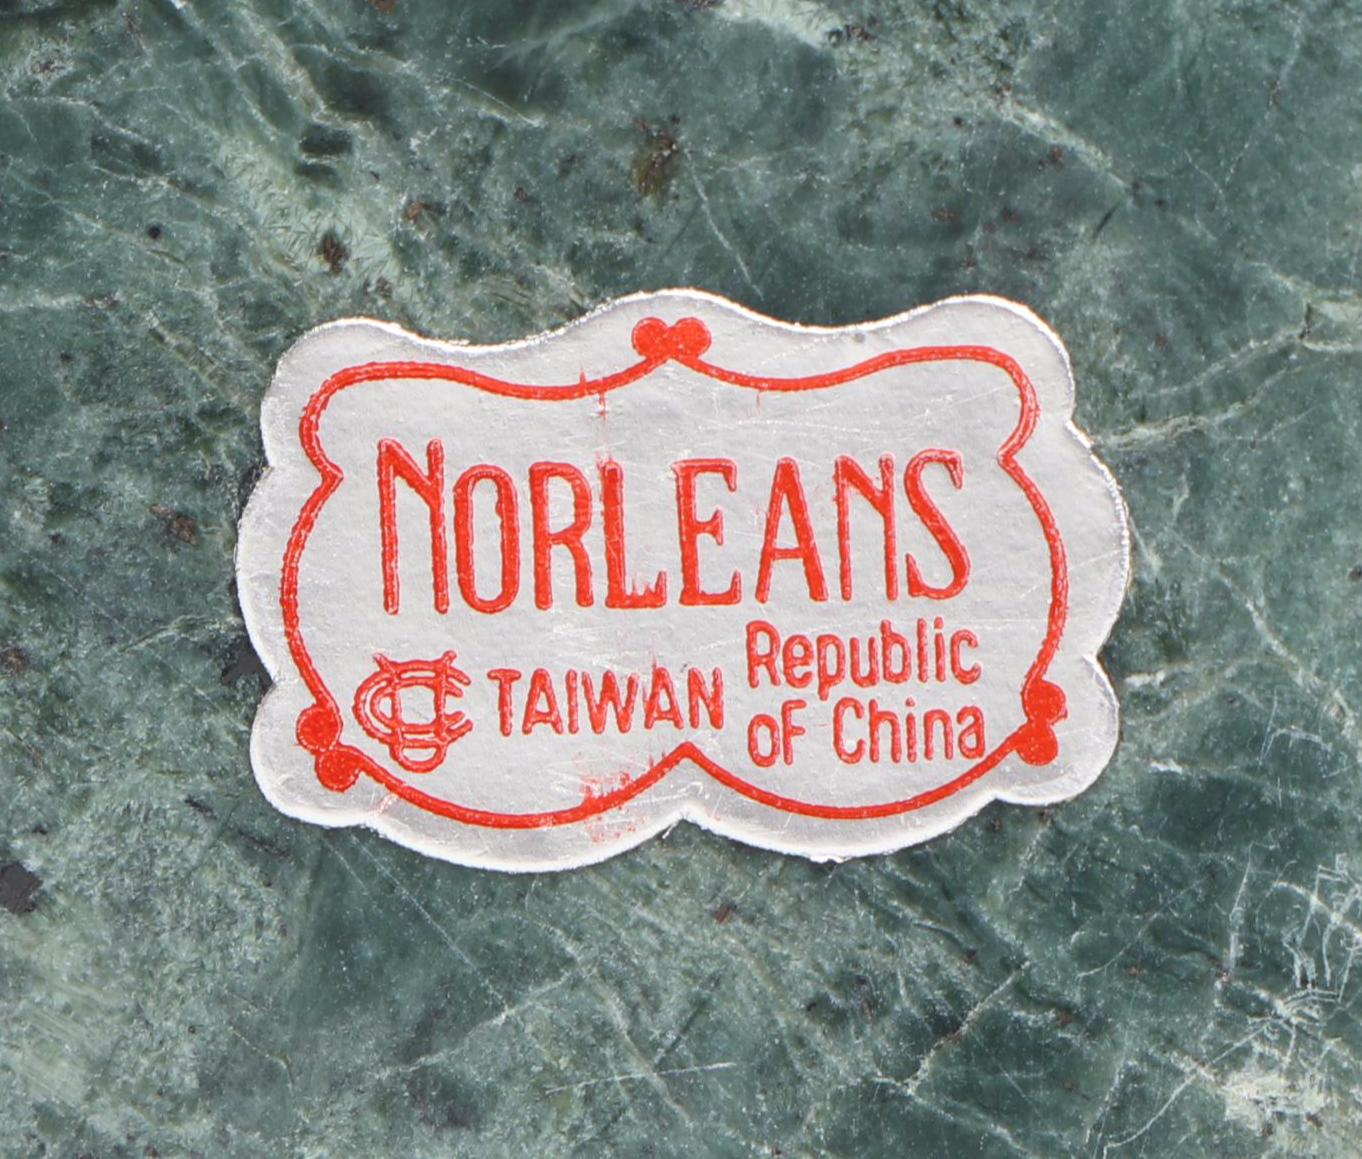 NORLEANS
TAIWAN Republic
oF China